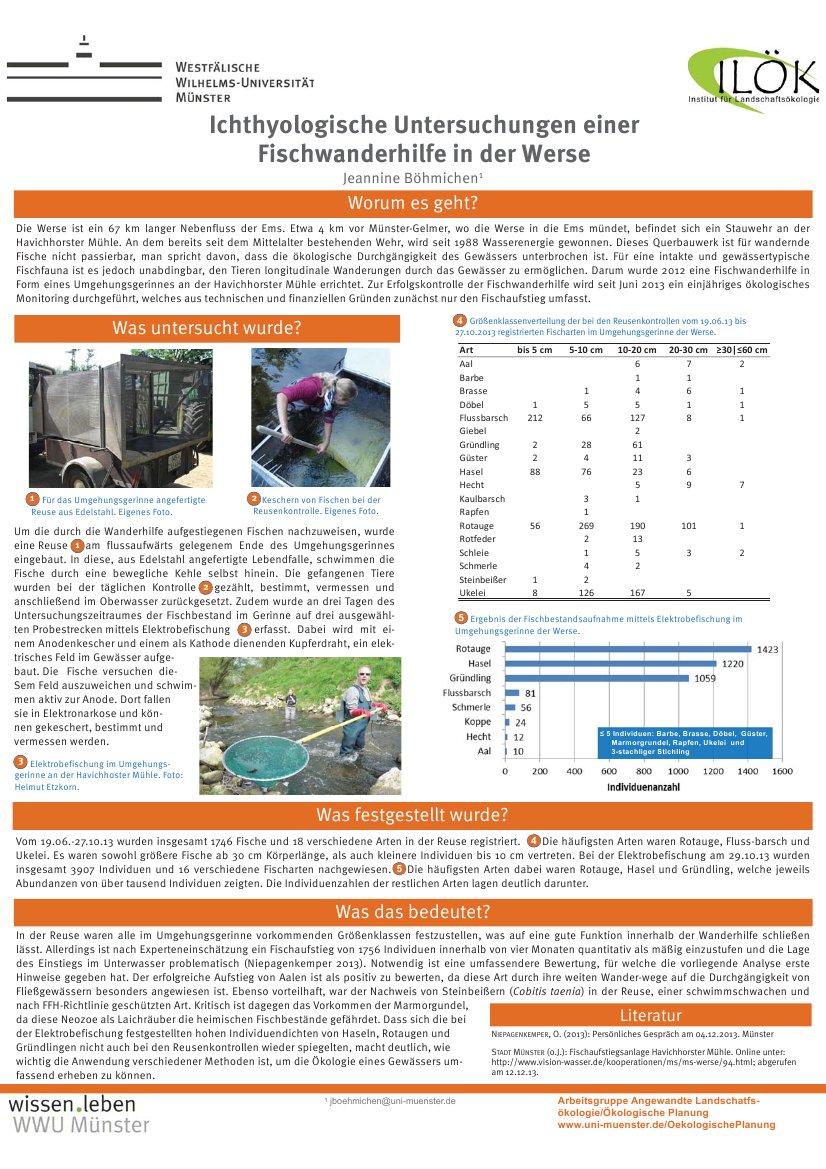 WESTFÄLISCHE
WILHELMS-UNIVERSITÄT
MÜNSTER
ILÖK
Institut für Landschaftsökologie
Ichthyologische Untersuchungen einer
Fischwanderhilfe in der Werse
Jeannine Böhmichen¹
Worum es geht?
Die Werse ist ein 67 km langer Nebenfluss der Ems. Etwa 4 km vor Münster-Gelmer, wo die Werse in die Ems mündet, befindet sich ein Stauwehr an der
Havichhorster Mühle. An dem bereits seit dem Mittelalter bestehenden Wehr, wird seit 1988 Wasserenergie gewonnen. Dieses Querbauwerk ist für wandernde
Fische nicht passierbar, man spricht davon, dass die ökologische Durchgängigkeit des Gewässers unterbrochen ist. Für eine intakte und gewässertypische
Fischfauna ist es jedoch unabdingbar, den Tieren longitudinale Wanderungen durch das Gewässer zu ermöglichen. Darum wurde 2012 eine Fischwanderhilfe in
Form eines Umgehungsgerinnes an der Havichhorster Mühle errichtet. Zur Erfolgskontrolle der Fischwanderhilfe wird seit Juni 2013 ein einjähriges ökologisches
Monitoring durchgeführt, welches aus technischen und finanziellen Gründen zunächst nur den Fischaufstieg umfasst.
Was untersucht wurde?
1 Für das Umgehungsgerinne angefertigte
Reuse aus Edelstahl. Eigenes Foto.
2 Keschern von Fischen bei der
Reusenkontrolle. Eigenes Foto.
Um die durch die Wanderhilfe aufgestiegenen Fischen nachzuweisen, wurde
eine Reuse 1 am flussaufwärts gelegenem Ende des Umgehungsgerinnes
eingebaut. In diese, aus Edelstahl angefertigte Lebendfalle, schwimmen die
Fische durch eine bewegliche Kehle selbst hinein. Die gefangenen Tiere
wurden bei der täglichen Kontrolle 2 gezählt, bestimmt, vermessen und
anschließend im Oberwasser zurückgesetzt. Zudem wurde an drei Tagen des
Untersuchungszeitraumes der Fischbestand im Gerinne auf drei ausgewähl-
ten Probestrecken mittels Elektrobefischung 3 erfasst. Dabei wird mit ei-
nem Anodenkescher und einem als Kathode dienenden Kupferdraht, ein elek-
trisches Feld im Gewässer aufge-
baut. Die Fische versuchen die-
Sem Feld auszuweichen und schwim-
men aktiv zur Anode. Dort fallen
sie in Elektronarkose und kön-
nen gekeschert, bestimmt und
vermessen werden.
3 Elektrobefischung im Umgehungs-
gerinne an der Havichhoster Mühle. Foto:
Helmut Etzkorn.
4 Größenklassenverteilung der bei den Reusenkontrollen vom 19.06.13 bis
27.10.2013 registrierten Fischarten im Umgehungsgerinne der Werse.
Art bis 5 cm 5-10 cm 10-20 cm 20-30 cm ≥30|≤60 cm
Aal 6 7 2
Barbe 1 1
Brasse 1 4 6 1
Döbel 1 5 5 1 1
Flussbarsch 212 66 127 8 1
Giebel 2
Gründling 2 28 61
Güster 2 4 11 3
Hasel 88 76 23 6
Hecht 5 9 7
Kaulbarsch 3 1
Rapfen 1
Rotauge 56 269 190 101 1
Rotfeder 2 13
Schleie 1 5 3 2
Schmerle 4 2
Steinbeißer 1 2
Ukelei 8 126 167 5
5 Ergebnis der Fischbestandsaufnahme mittels Elektrobefischung im
Umgehungsgerinne der Werse.
Rotauge 1423
Hasel 1220
Gründling 1059
Flussbarsch 81
Schmerle 56
Koppe 24
Hecht 12
Aal 10
≤ 5 Individuen: Barbe, Brasse, Döbel, Güster,
Marmorgrundel, Rapfen, Ukelei und
3-stachliger Stichling
0 200 400 600 800 1000 1200 1400 1600
Individuenanzahl
Was festgestellt wurde?
Vom 19.06.-27.10.13 wurden insgesamt 1746 Fische und 18 verschiedene Arten in der Reuse registriert. 4 Die häufigsten Arten waren Rotauge, Fluss-barsch und
Ukelei. Es waren sowohl größere Fische ab 30 cm Körperlänge, als auch kleinere Individuen bis 10 cm vertreten. Bei der Elektrobefischung am 29.10.13 wurden
insgesamt 3907 Individuen und 16 verschiedene Fischarten nachgewiesen. 5 Die häufigsten Arten dabei waren Rotauge, Hasel und Gründling, welche jeweils
Abundanzen von über tausend Individuen zeigten. Die Individuenzahlen der restlichen Arten lagen deutlich darunter.
Was das bedeutet?
In der Reuse waren alle im Umgehungsgerinne vorkommenden Größenklassen festzustellen, was auf eine gute Funktion innerhalb der Wanderhilfe schließen
lässt. Allerdings ist nach Experteneinschätzung ein Fischaufstieg von 1756 Individuen innerhalb von vier Monaten quantitativ als mäßig einzustufen und die Lage
des Einstiegs im Unterwasser problematisch (Niepagenkemper 2013). Notwendig ist eine umfassendere Bewertung, für welche die vorliegende Analyse erste
Hinweise gegeben hat. Der erfolgreiche Aufstieg von Aalen ist als positiv zu bewerten, da diese Art durch ihre weiten Wander-wege auf die Durchgängigkeit von
Fließgewässern besonders angewiesen ist. Ebenso vorteilhaft, war der Nachweis von Steinbeißern (Cobitis taenia) in der Reuse, einer schwimmschwachen und
nach FFH-Richtlinie geschützten Art. Kritisch ist dagegen das Vorkommen der Marmorgundel,
da diese Neozoe als Laichräuber die heimischen Fischbestände gefährdet. Dass sich die bei
der Elektrobefischung festgestellten hohen Individuendichten von Haseln, Rotaugen und
Gründlingen nicht auch bei den Reusenkontrollen wieder spiegelten, macht deutlich, wie
wichtig die Anwendung verschiedener Methoden ist, um die Ökologie eines Gewässers um-
fassend erheben zu können.
Literatur
NIEPAGENKEMPER, O. (2013): Persönliches Gespräch am 04.12.2013. Münster
STADT MÜNSTER (o.J.): Fischaufstiegsanlage Havichhorster Mühle. Online unter:
http://www.vision-wasser.de/kooperationen/ms/ms-werse/94.html; abgerufen
am 12.12.13.
wissen.leben
WWU Münster
¹ jboehmichen@uni-muenster.de
Arbeitsgruppe Angewandte Landschatfs-
ökologie/Ökologische Planung
www.uni-muenster.de/OekologischePlanung